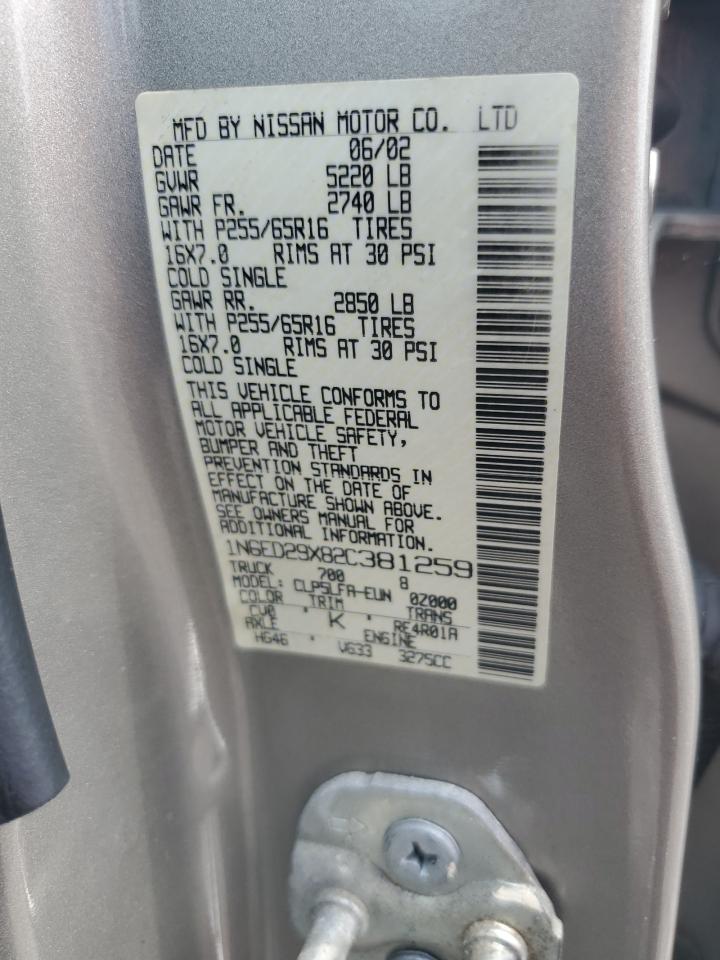 MFD BY NISSAN MOTOR CO. LTD
DATE 06/02
GVWR 5220 LB
GAWR FR. 2740 LB
WITH P255/65R16 TIRES
16X7.0 RIMS AT 30 PSI
COLD SINGLE
GAWR RR. 2850 LB
WITH P255/65R16 TIRES
16X7.0 RIMS AT 30 PSI
COLD SINGLE
THIS VEHICLE CONFORMS TO
ALL APPLICABLE FEDERAL
MOTOR VEHICLE SAFETY,
BUMPER AND THEFT
PREVENTION STANDARDS IN
EFFECT ON THE DATE OF
MANUFACTURE SHOWN ABOVE.
SEE OWNERS MANUAL FOR
ADDITIONAL INFORMATION.
1N6ED29X82C381259
TRUCK 700 8
MODEL: CLPSLFA-EUN 0Z000
COLOR TRIM TRANS
CV0 · K RE4R01A
AXLE ENGINE
HG46 · VG33 3275CC